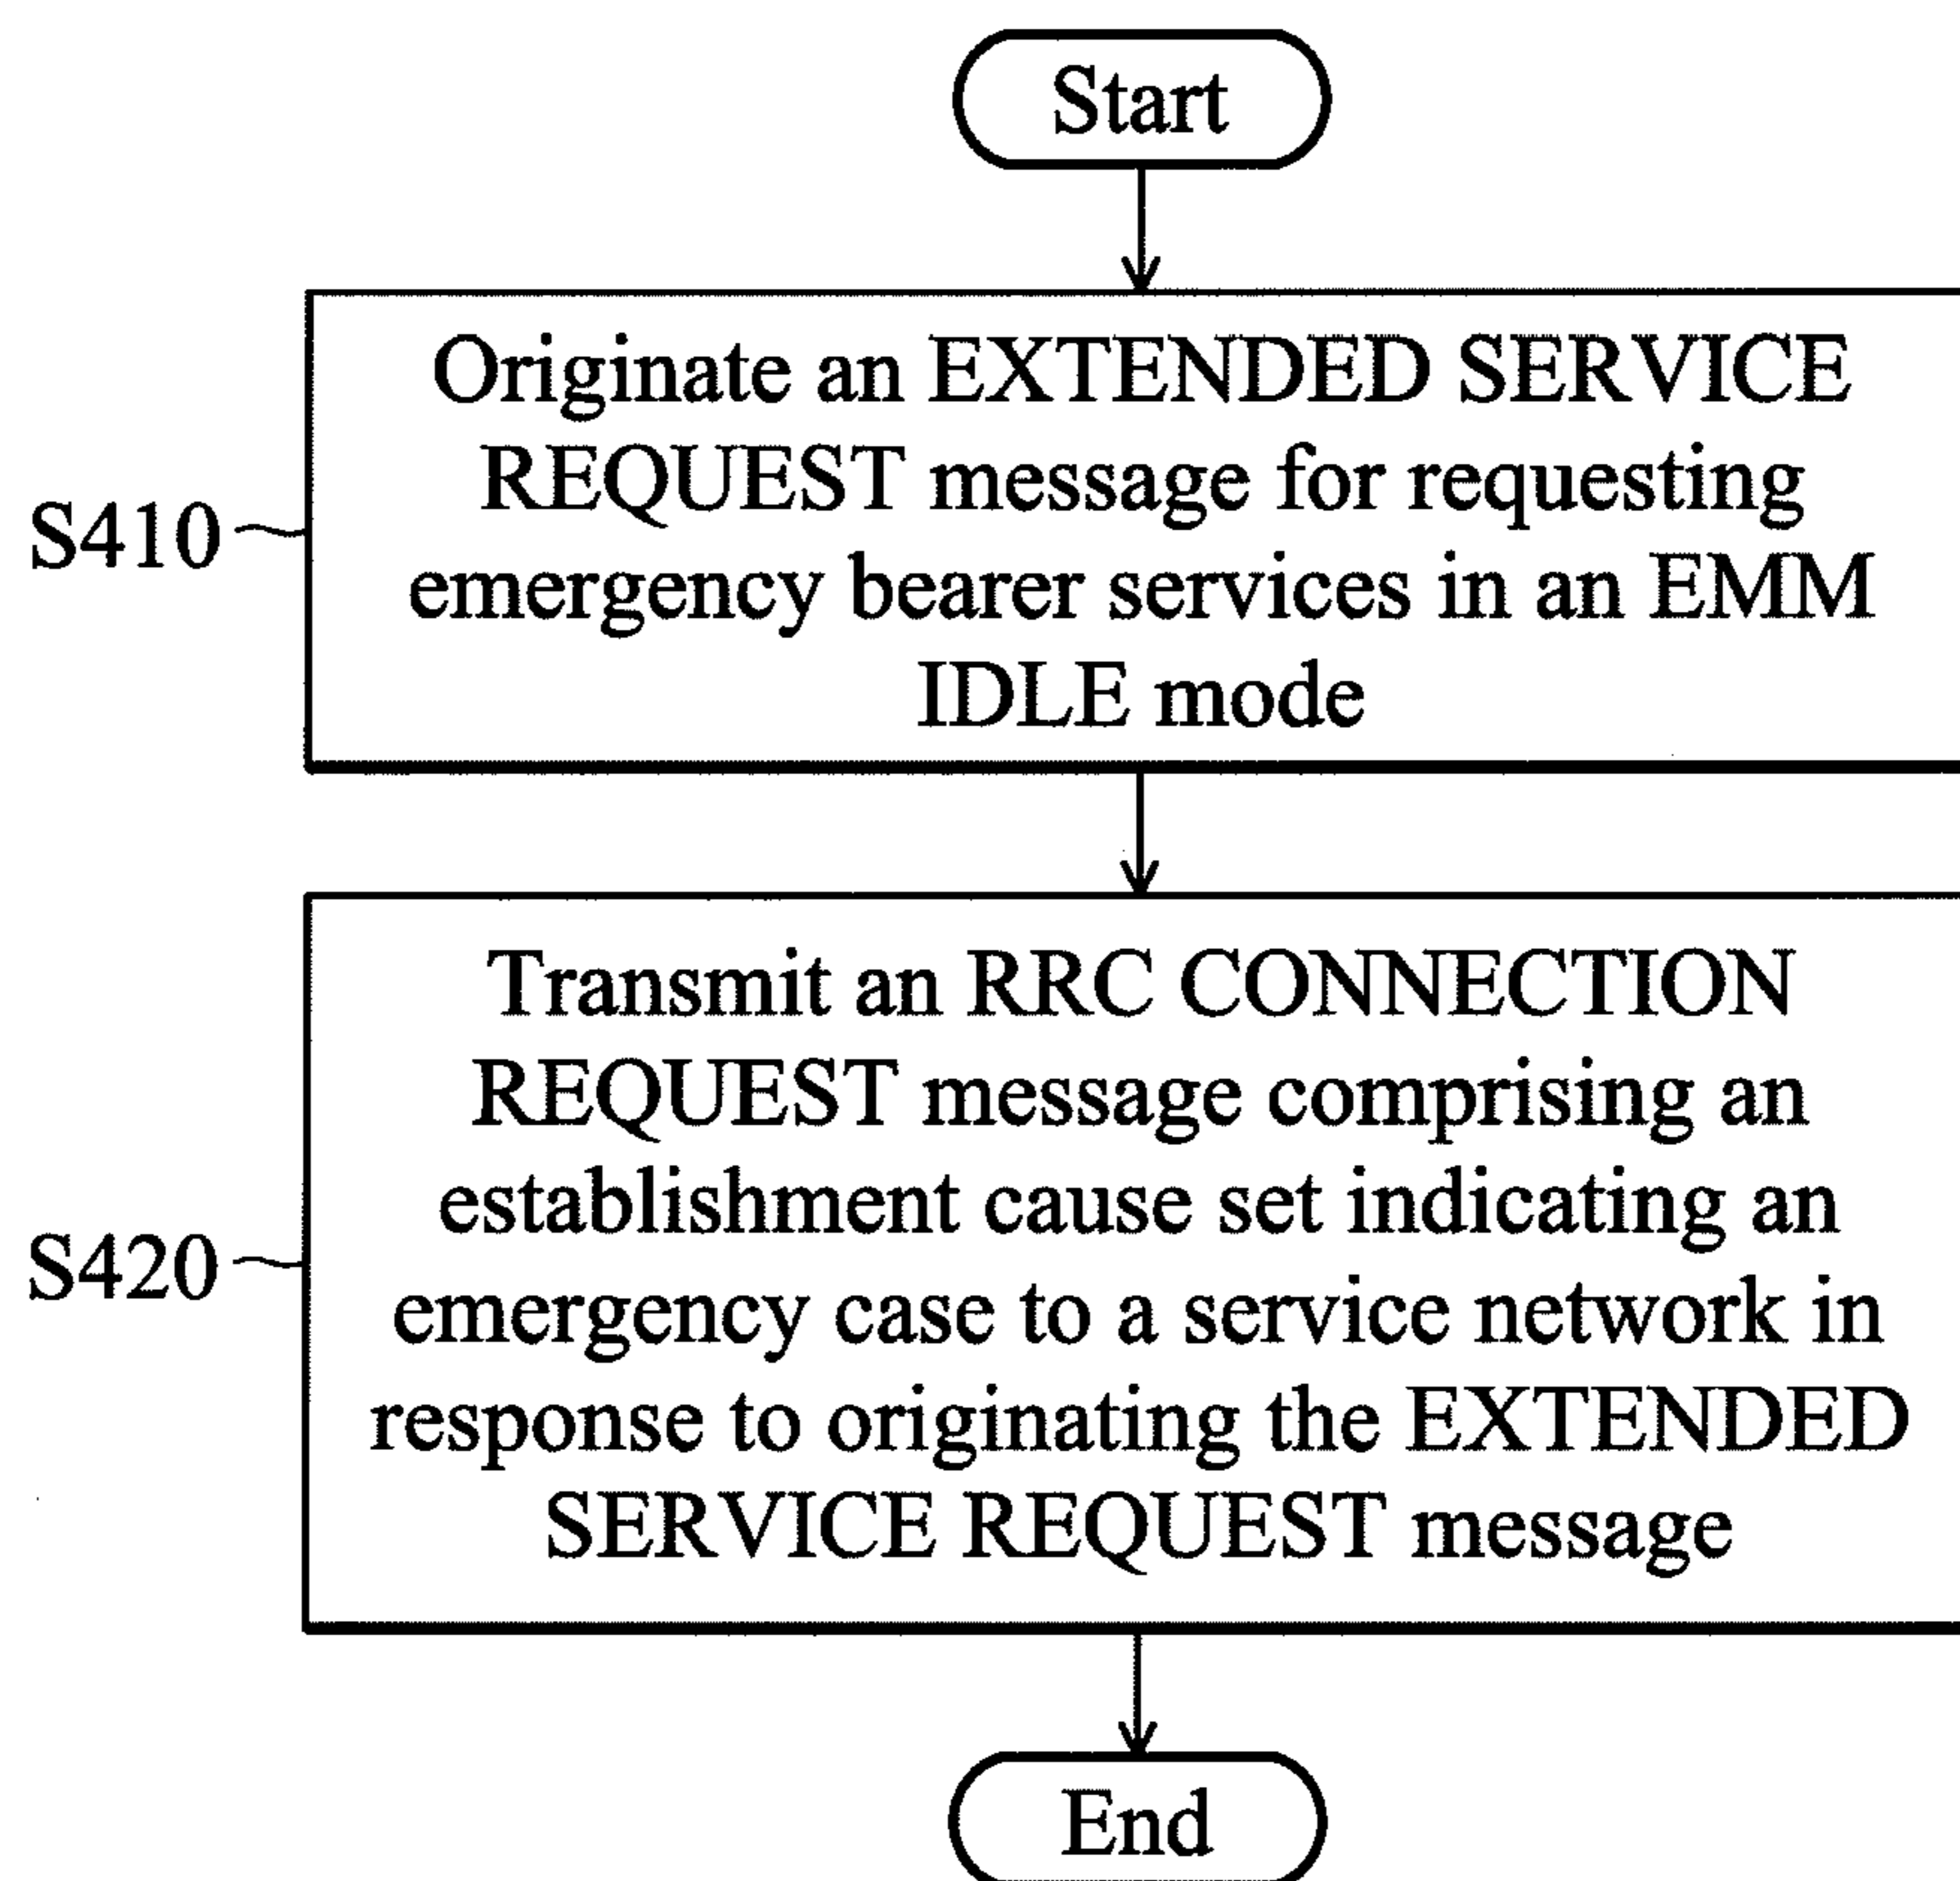 Start
Originate an EXTENDED SERVICE
REQUEST message for requesting
S410
emergency bearer services in an EMM
IDLE mode
Transmit an RRC CONNECTION
REQUEST message comprising an
establishment cause set indicating an
S420
emergency case to a service network in
response to originating the EXTENDED
SERVICE REQUEST message
End